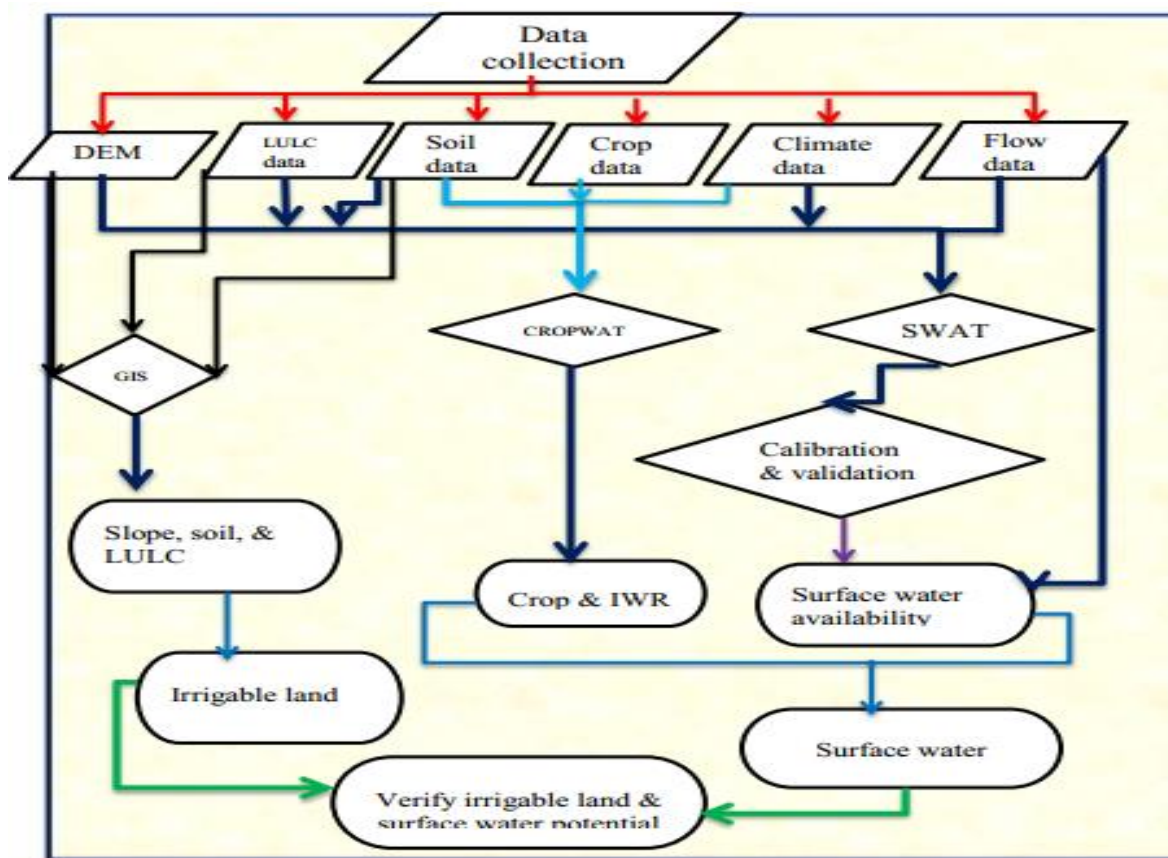 Data
collection
DEM
LULC
data
Soil
data
Crop
data
Climate
data
Flow
data
GIS
CROPWAT
SWAT
Calibration
& validation
Slope, soil, &
LULC
Crop & IWR
Surface water
availability
Irrigable land
Surface water
Verify irrigable land &
surface water potential